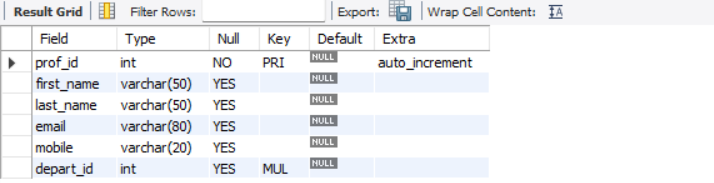 Result Grid Filter Rows: Export: Wrap Cell Content: IA
Field Type Null Key Default Extra
prof_id int NO PRI NULL auto_increment
first_name varchar(50) YES NULL
last_name varchar(50) YES NULL
email varchar(80) YES NULL
mobile varchar(20) YES NULL
depart_id int YES MUL NULL